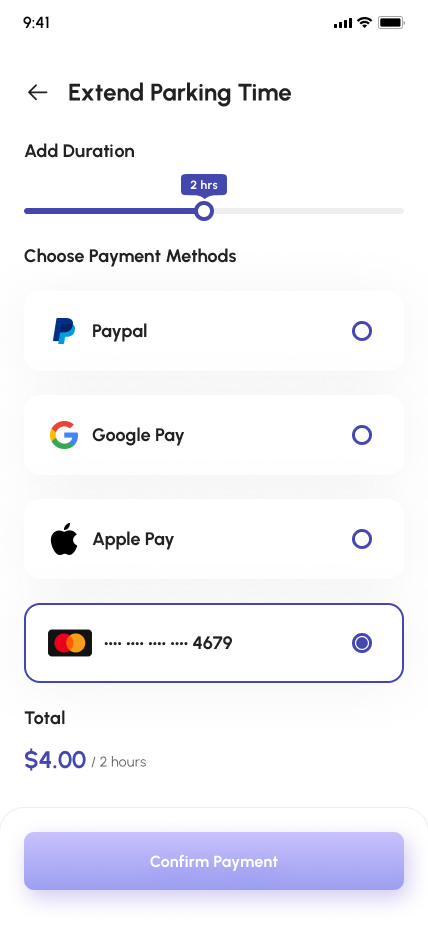 9:41
Extend Parking Time
Add Duration
2 hrs
Choose Payment Methods
Paypal
Google Pay
Apple Pay
•••• •••• •••• •••• 4679
Total
$4.00 / 2 hours
Confirm Payment